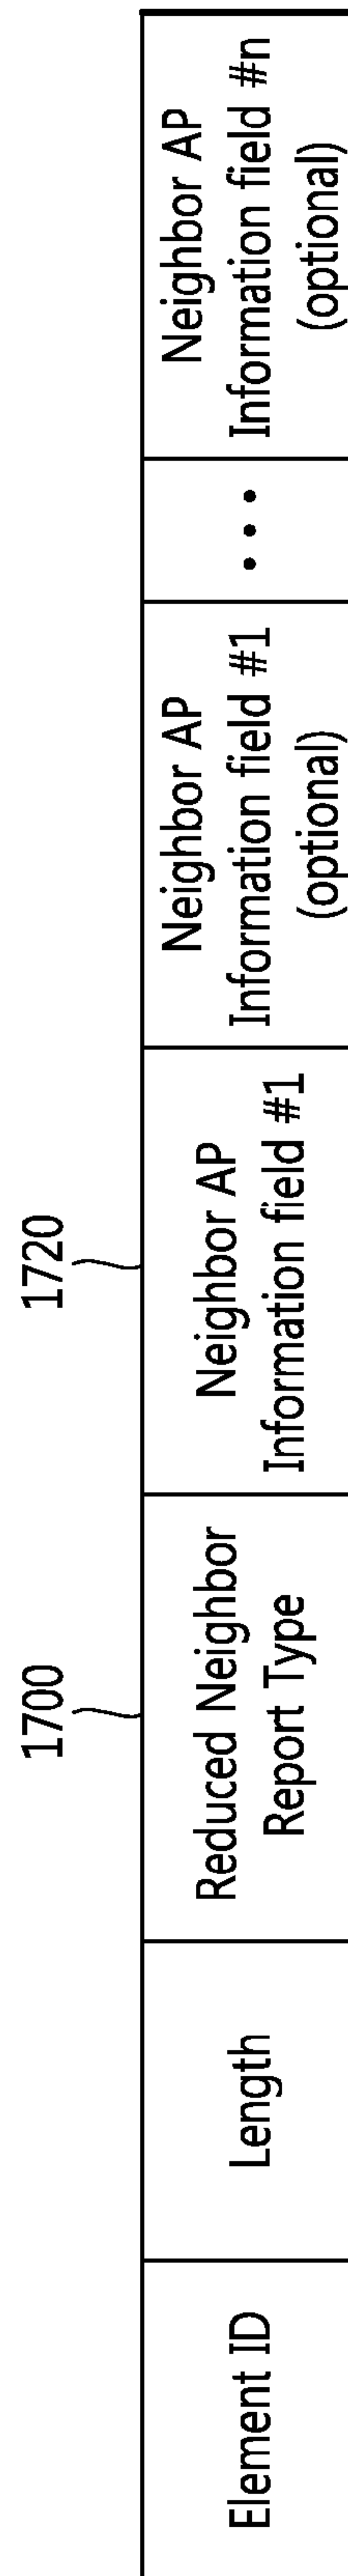 1700
1720
Element ID
Length
Reduced Neighbor
Report Type
Neighbor AP
Information field #1
Neighbor AP
Information field #1
(optional)
• • •
Neighbor AP
Information field #n
(optional)